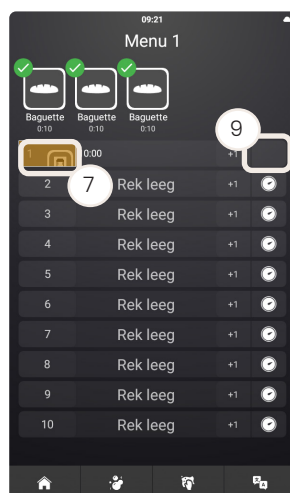 09:21
Menu 1
Baguette Baguette Baguette
0:10 0:10 0:10
9
1 0:00 +1
7
2 Rek leeg +1
3 Rek leeg +1
4 Rek leeg +1
5 Rek leeg +1
6 Rek leeg +1
7 Rek leeg +1
8 Rek leeg +1
9 Rek leeg +1
10 Rek leeg +1